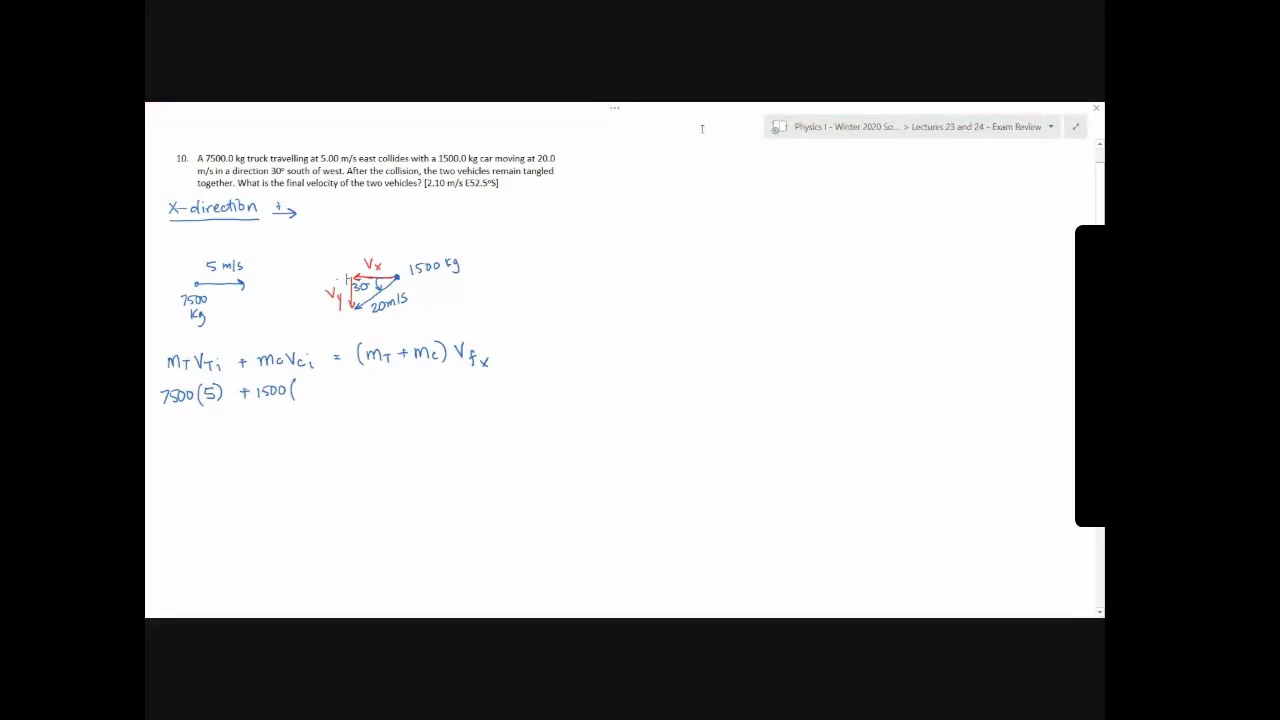 Physics I - Winter 2020 So... > Lectures 23 and 24 - Exam Review
10. A 7500.0 kg truck travelling at 5.00 m/s east collides with a 1500.0 kg car moving at 20.0
m/s in a direction 30° south of west. After the collision, the two vehicles remain tangled
together. What is the final velocity of the two vehicles? [2.10 m/s E52.5°S]
X-direction +→
5 m/s
7500
kg
Vx
1500 kg
30°
Vy
20m/s
mTVTi + mCVCi = (mT + mC) Vfx
7500(5) + 1500(